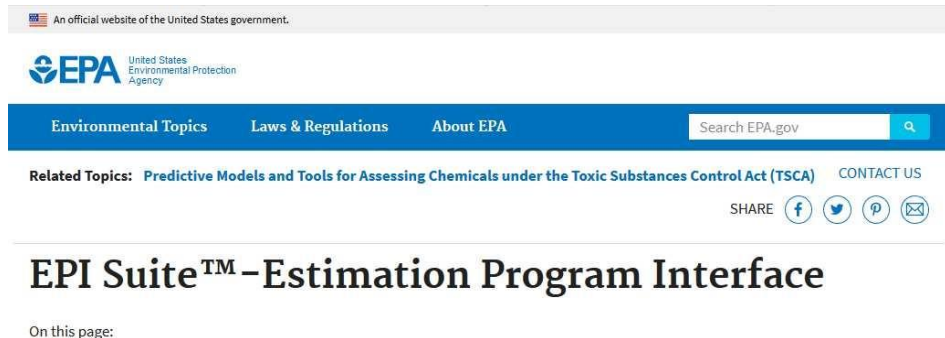 An official website of the United States government.
EPA United States
Environmental Protection
Agency
Environmental Topics Laws & Regulations About EPA Search EPA.gov
Related Topics: Predictive Models and Tools for Assessing Chemicals under the Toxic Substances Control Act (TSCA) CONTACT US
SHARE
EPI Suite™–Estimation Program Interface
On this page: